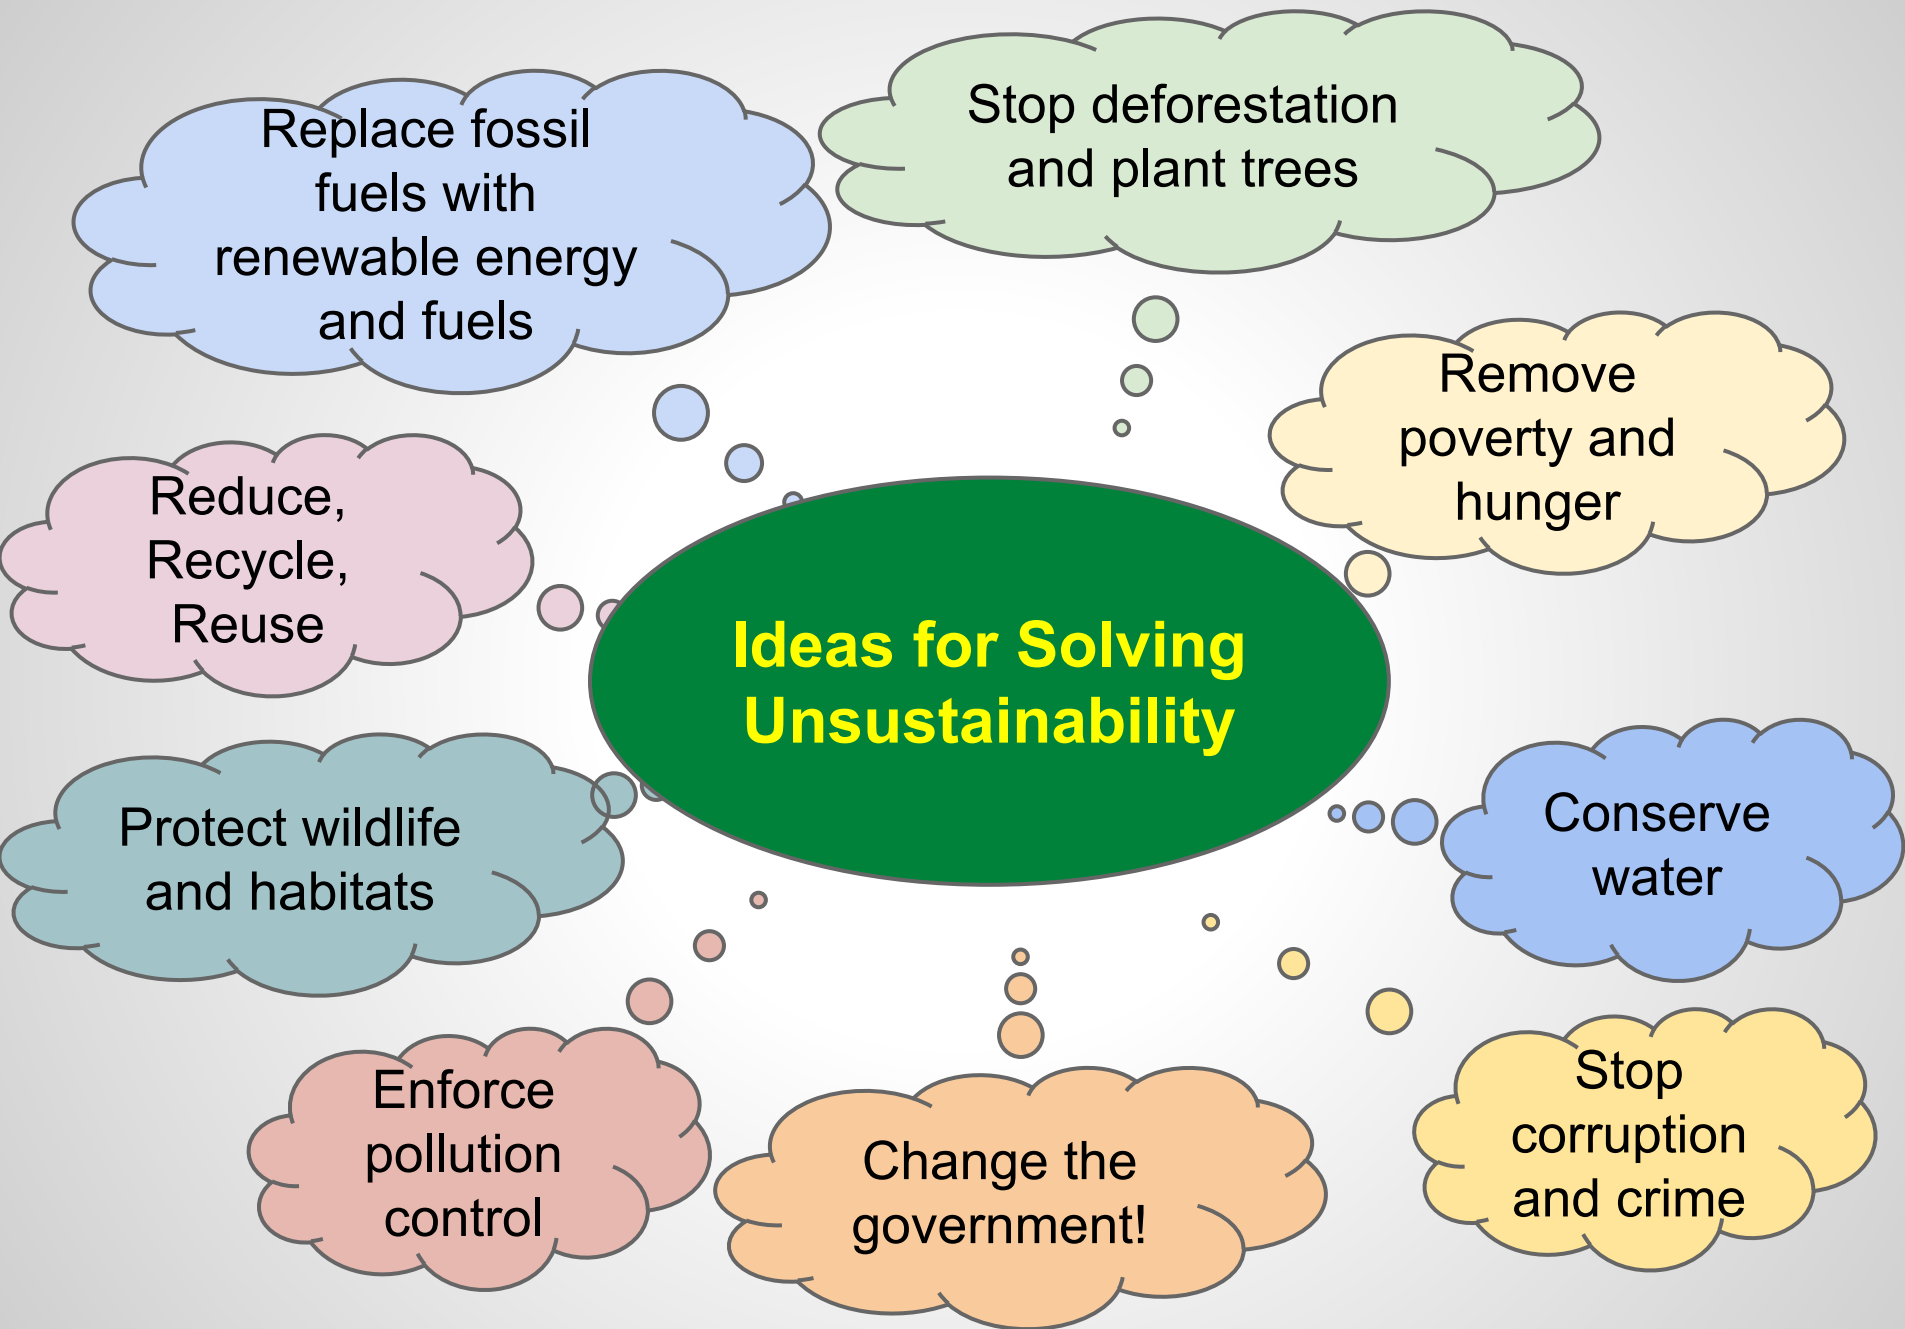 Stop deforestation
and plant trees
Replace fossil
fuels with
renewable energy
and fuels
Remove
poverty and
hunger
Reduce,
Recycle,
Reuse
Ideas for Solving
Unsustainability
Protect wildlife
and habitats
Conserve
water
Enforce
pollution
control
Change the
government!
Stop
corruption
and crime